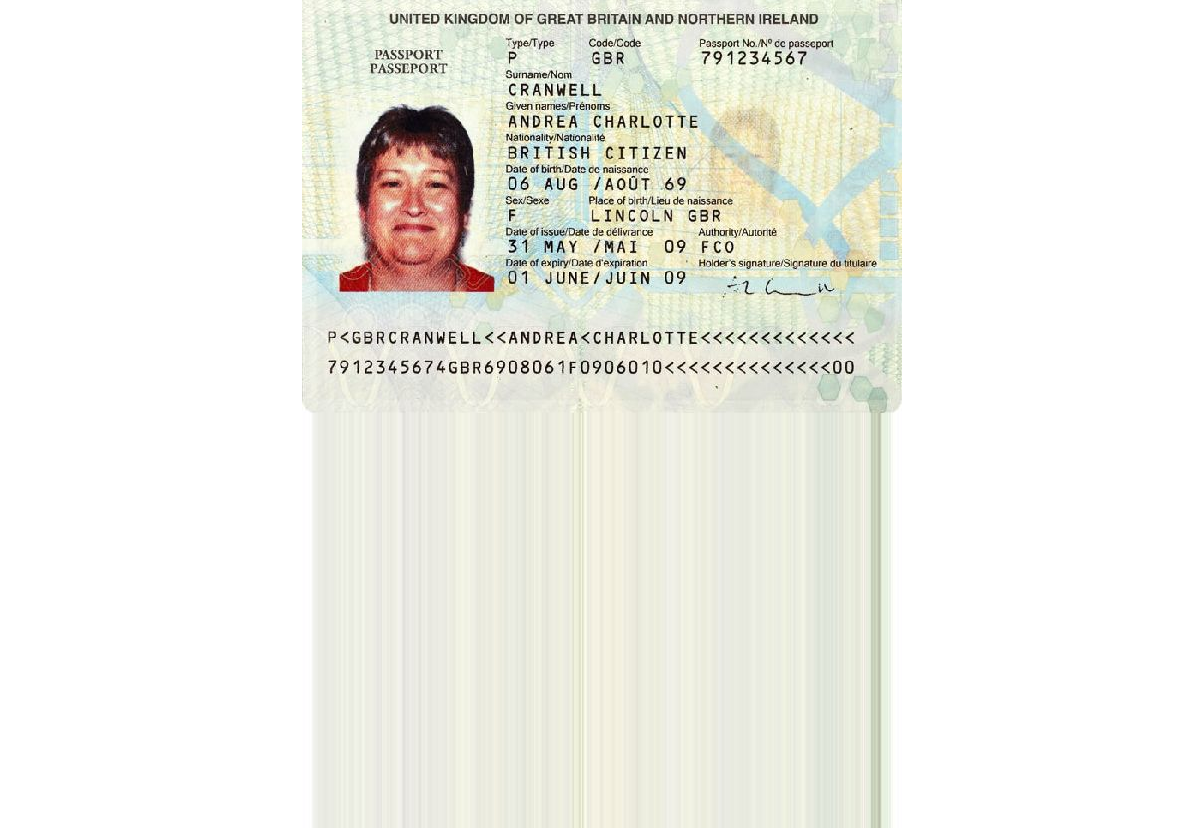 UNITED KINGDOM OF GREAT BRITAIN AND NORTHERN IRELAND
PASSPORT
PASSEPORT
Type/Type Code/Code Passport No./Nº de passeport
P GBR 791234567
Surname/Nom
CRANWELL
Given names/Prénoms
ANDREA CHARLOTTE
Nationality/Nationalité
BRITISH CITIZEN
Date of birth/Date de naissance
06 AUG /AOÛT 69
Sex/Sexe Place of birth/Lieu de naissance
F LINCOLN GBR
Date of issue/Date de délivrance Authority/Autorité
31 MAY /MAI 09 FCO
Date of expiry/Date d'expiration Holder's signature/Signature du titulaire
01 JUNE/JUIN 09
P<GBRCRANWELL<<ANDREA<CHARLOTTE<<<<<<<<<<<<<
7912345674GBR6908061F0906010<<<<<<<<<<<<<<00